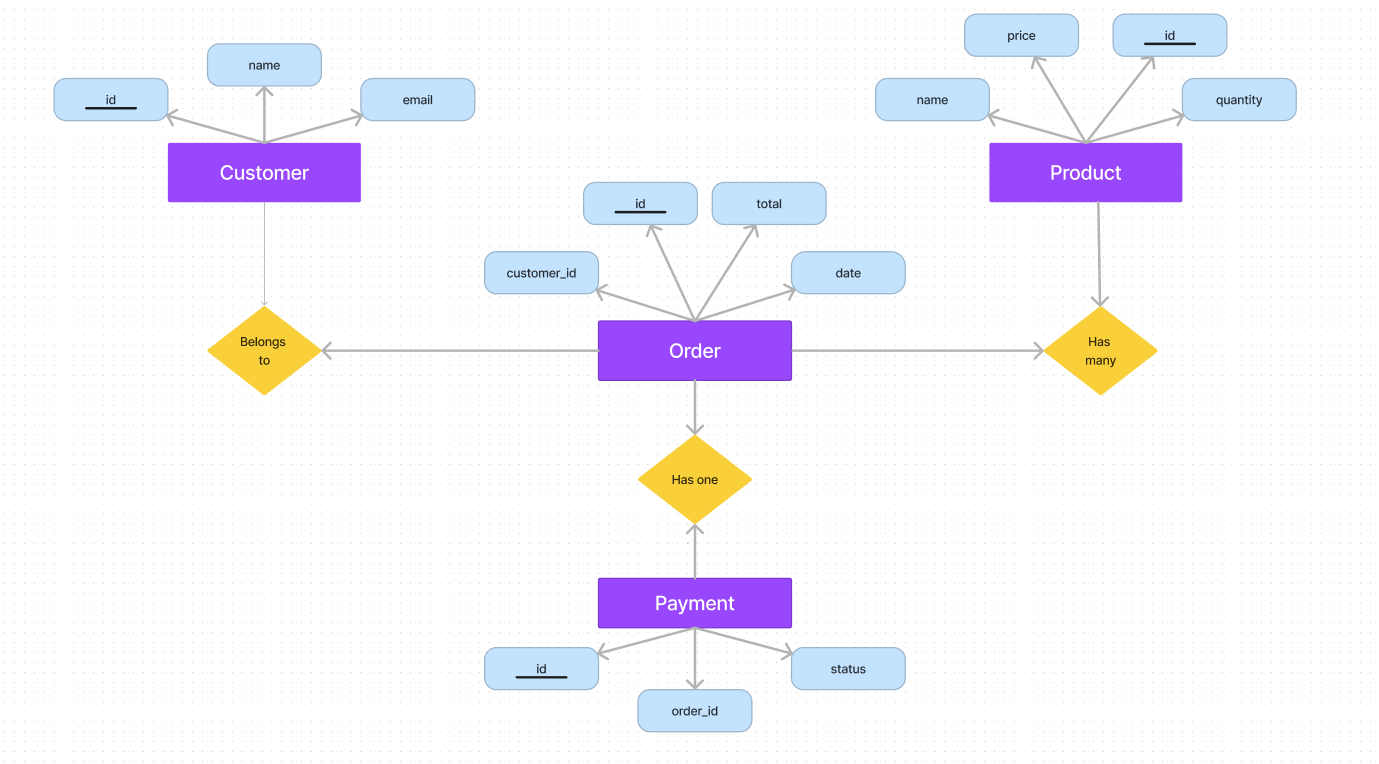 price
id
name
id
name
email
name
quantity
Customer
Product
id
total
customer_id
date
Belongs
to
Order
Has
many
Has one
Payment
id
status
order_id